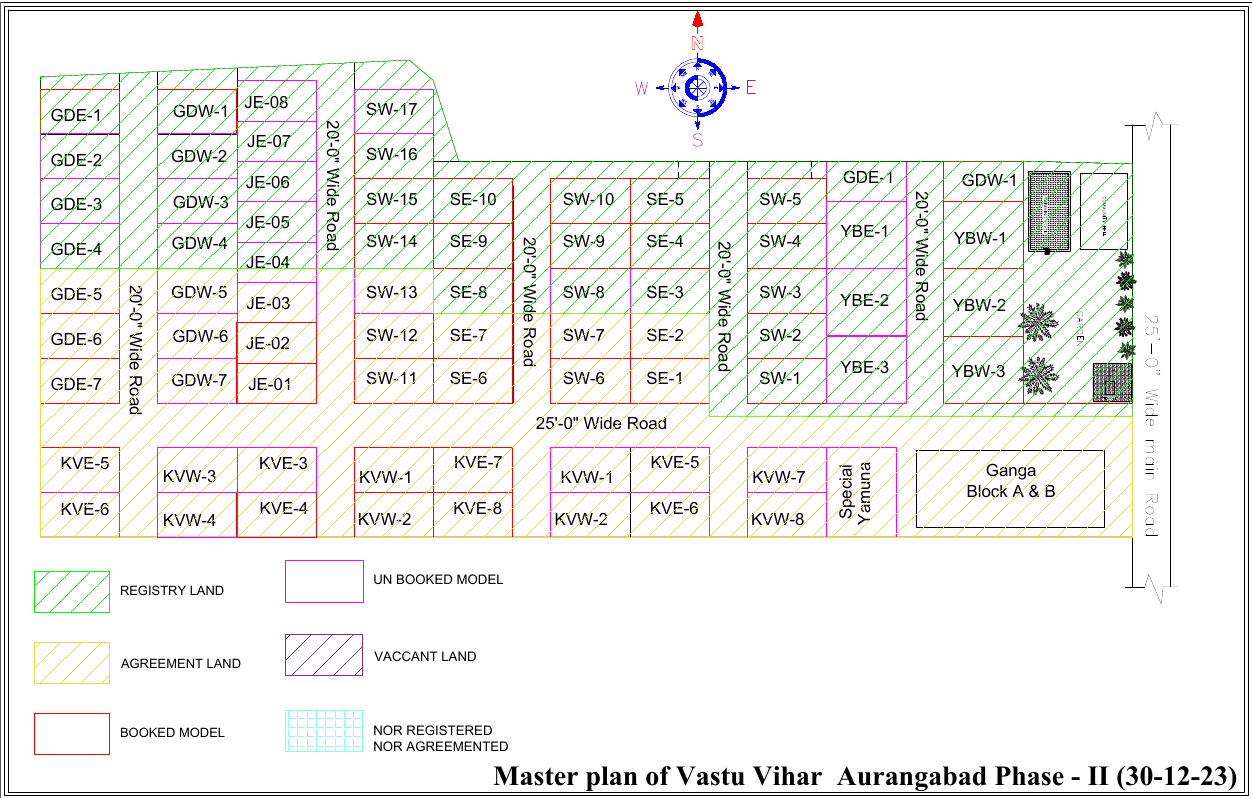 N
W
E
S
GDE-1
GDE-2
GDE-3
GDE-4
GDE-5
GDE-6
GDE-7
20'-0" Wide Road
GDW-1
GDW-2
GDW-3
GDW-4
GDW-5
GDW-6
GDW-7
JE-08
JE-07
JE-06
JE-05
JE-04
JE-03
JE-02
JE-01
20'-0" Wide Road
SW-17
SW-16
SW-15
SW-14
SW-13
SW-12
SW-11
SE-10
SE-9
SE-8
SE-7
SE-6
20'-0" Wide Road
SW-10
SW-9
SW-8
SW-7
SW-6
SE-5
SE-4
SE-3
SE-2
SE-1
20'-0" Wide Road
SW-5
SW-4
SW-3
SW-2
SW-1
GDE-1
YBE-1
YBE-2
YBE-3
20'-0" Wide Road
GDW-1
YBW-1
YBW-2
YBW-3
25'-0" Wide main Road
25'-0" Wide Road
KVE-5
KVE-6
KVW-3
KVW-4
KVE-3
KVE-4
KVW-1
KVW-2
KVE-7
KVE-8
KVW-1
KVW-2
KVE-5
KVE-6
KVW-7
KVW-8
Special
Yamuna
Ganga
Block A & B
REGISTRY LAND
AGREEMENT LAND
BOOKED MODEL
UN BOOKED MODEL
VACCANT LAND
NOR REGISTERED
NOR AGREEMENTED
Master plan of Vastu Vihar Aurangabad Phase - II (30-12-23)